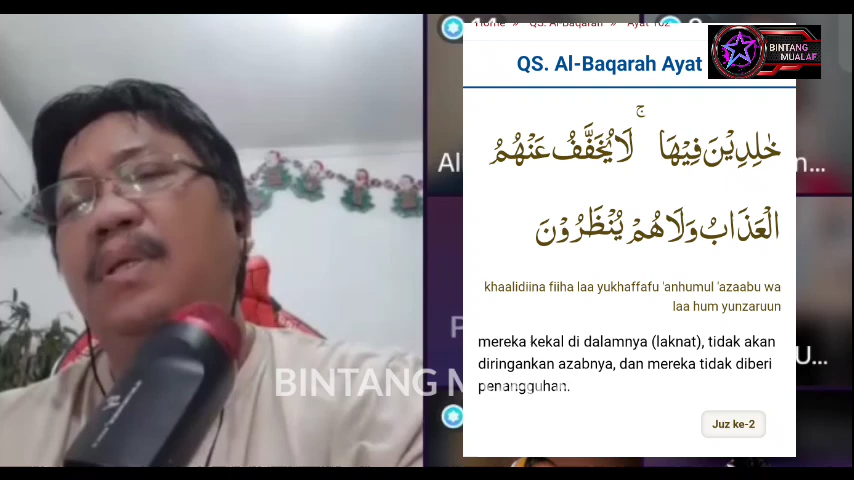 Home » QS. Al-Baqarah » Ayat 162
QS. Al-Baqarah Ayat
BINTANG
MUALAF
خٰلِدِيْنَ فِيْهَا ۚ لَا يُخَفَّفُ عَنْهُمُ
الْعَذَابُ وَلَا هُمْ يُنْظَرُوْنَ
khaalidiina fiiha laa yukhaffafu 'anhumul 'azaabu wa
laa hum yunzaruun
mereka kekal di dalamnya (laknat), tidak akan
diringankan azabnya, dan mereka tidak diberi
penangguhan.
Juz ke-2
BINTANG M